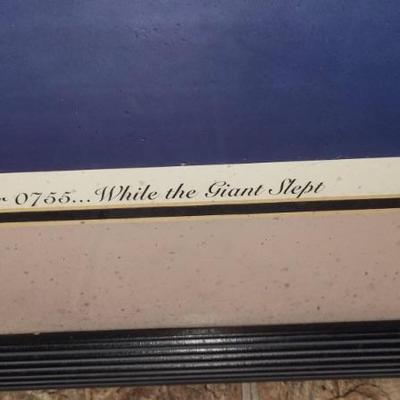 0755...While the Giant Slept